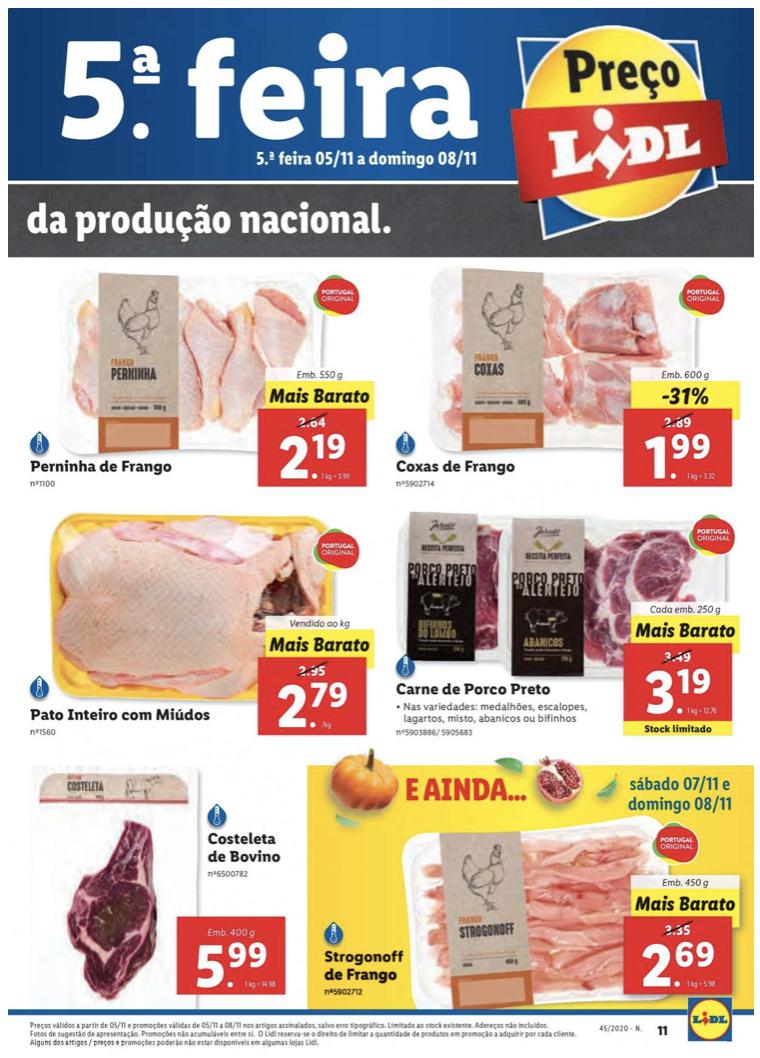 5.ª feira
5.ª feira 05/11 a domingo 08/11
Preço
LIDL
da produção nacional.
FRANGO
PERNINHA
550 g
PORTUGAL
ORIGINAL
Emb. 550 g
Mais Barato
2.64
2.19
1 kg = 3.99
Perninha de Frango
nº1100
FRANGO
COXAS
600 g
PORTUGAL
ORIGINAL
Emb. 600 g
-31%
2.89
1.99
1 kg = 3.32
Coxas de Frango
nº5902714
PORTUGAL
ORIGINAL
Vendido ao kg
Mais Barato
2.95
2.79
/kg
Pato Inteiro com Miúdos
nº1560
RECEITA PERFEITA
PORCO PRETO
ALENTEJO
BIFINHOS
DO LOMBO
RECEITA PERFEITA
PORCO PRETO
ALENTEJO
ABANICOS
PORTUGAL
ORIGINAL
Cada emb. 250 g
Mais Barato
3.49
3.19
1 kg = 12.76
Stock limitado
Carne de Porco Preto
• Nas variedades: medalhões, escalopes,
lagartos, misto, abanicos ou bifinhos
nº5903886/ 5905683
COSTELETA
Costeleta
de Bovino
nº6500782
Emb. 400 g
5.99
1 kg = 14.98
E AINDA...
sábado 07/11 e
domingo 08/11
FRANGO
STROGONOFF
450 g
PORTUGAL
ORIGINAL
Emb. 450 g
Mais Barato
3.35
2.69
1 kg = 5.98
Strogonoff
de Frango
nº5902712
Preços válidos a partir de 05/11 e promoções válidas de 05/11 a 08/11 nos artigos assinalados, salvo erro tipográfico. Limitado ao stock existente. Adereços não incluídos.
Fotos de sugestão de apresentação. Promoções não acumuláveis entre si. O Lidl reserva-se o direito de limitar a quantidade de produtos em promoção a adquirir por cada cliente.
Alguns dos artigos / preços e promoções poderão não estar disponíveis em algumas lojas Lidl.
45/2020 - N.
11
LIDL